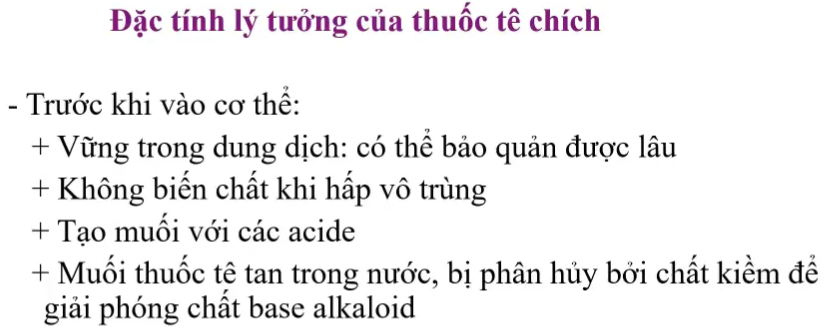 Đặc tính lý tưởng của thuốc tê chích
- Trước khi vào cơ thể:
+ Vững trong dung dịch: có thể bảo quản được lâu
+ Không biến chất khi hấp vô trùng
+ Tạo muối với các acide
+ Muối thuốc tê tan trong nước, bị phân hủy bởi chất kiềm để
giải phóng chất base alkaloid